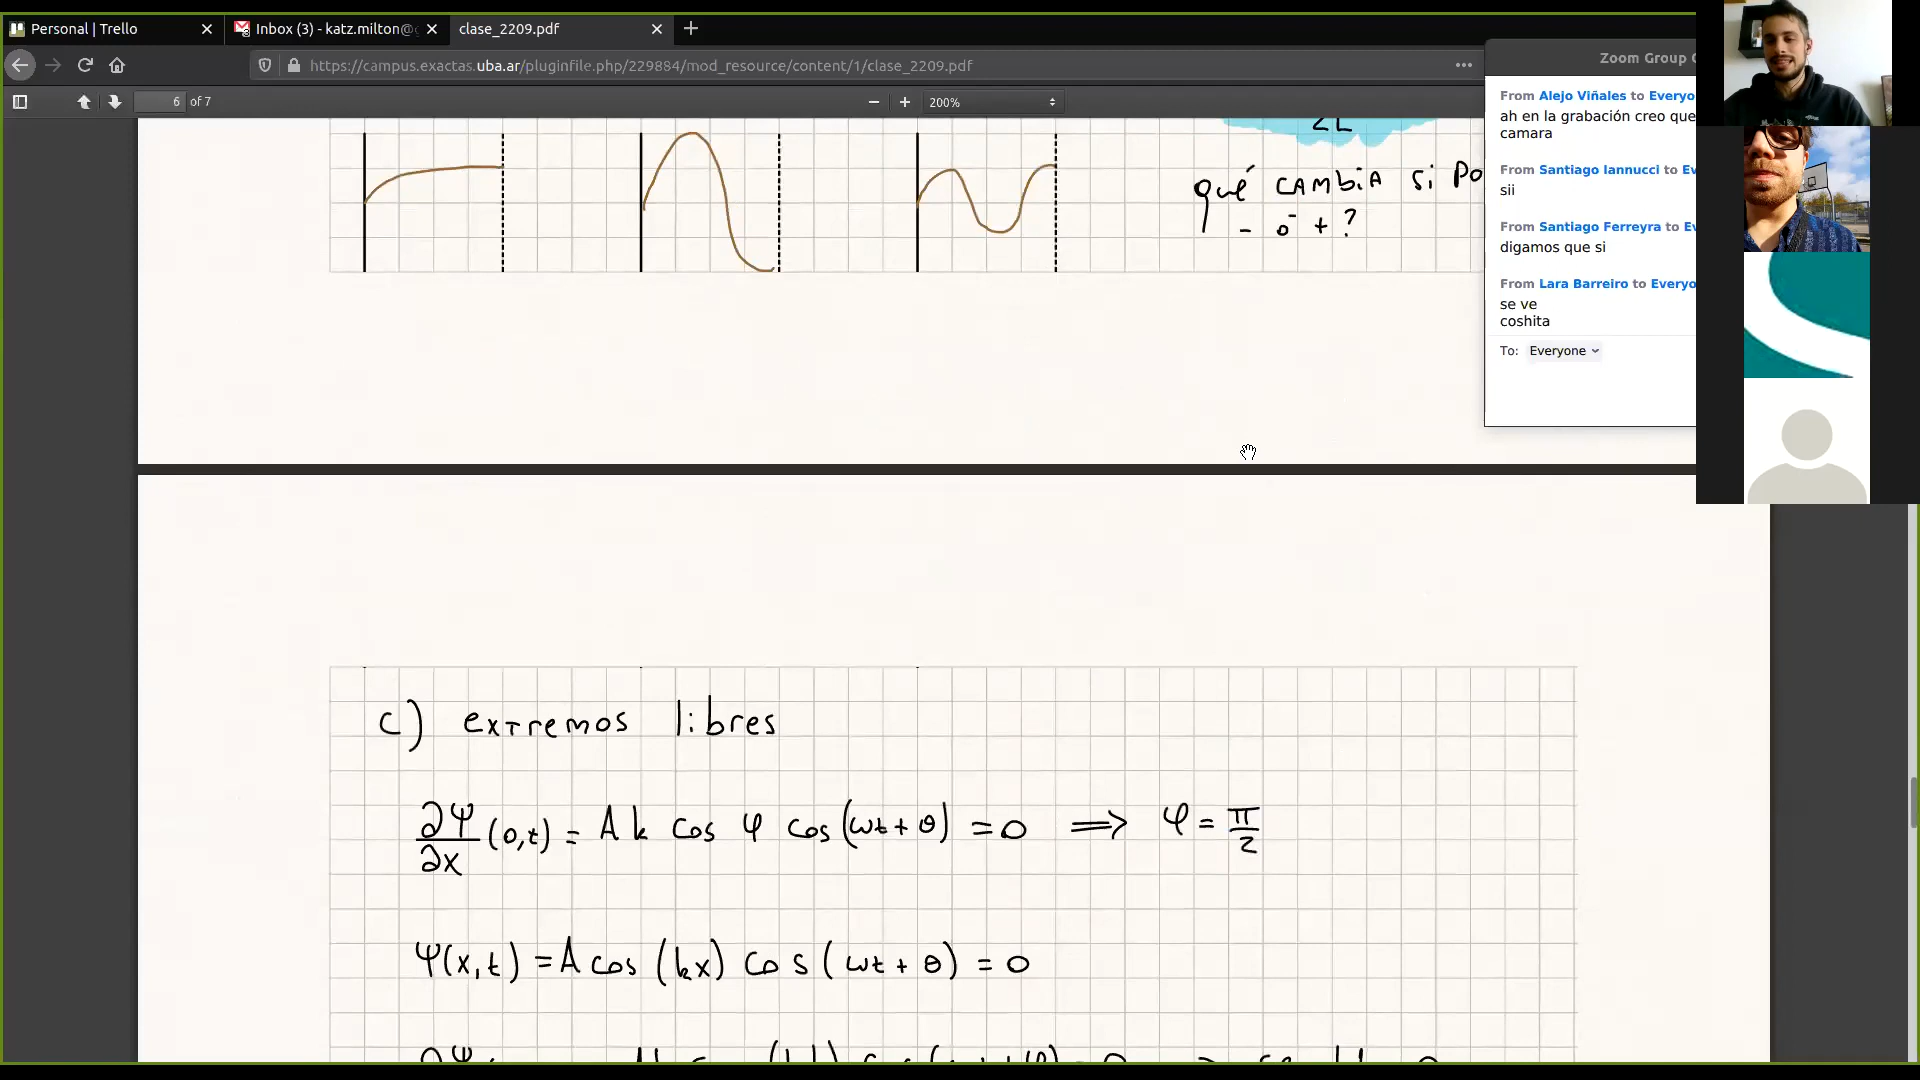 Personal | Trello
Inbox (3) - katz.milton@
clase_2209.pdf
https://campus.exactas.uba.ar/pluginfile.php/229884/mod_resource/content/1/clase_2209.pdf
6 of 7
200%
Zoom Group C
From Alejo Viñales to Everyo
ah en la grabación creo que
camara
From Santiago Iannucci to Ev
sii
From Santiago Ferreyra to Ev
digamos que si
From Lara Barreiro to Everyo
se ve
coshita
To: Everyone
2L
qué cambia si po
- ó + ?
c) extremos libres
∂Ψ/∂x (0,t) = A k cos φ cos(ωt + θ) = 0 ⟹ φ = π/2
Ψ(x,t) = A cos (kx) cos (ωt + θ) = 0